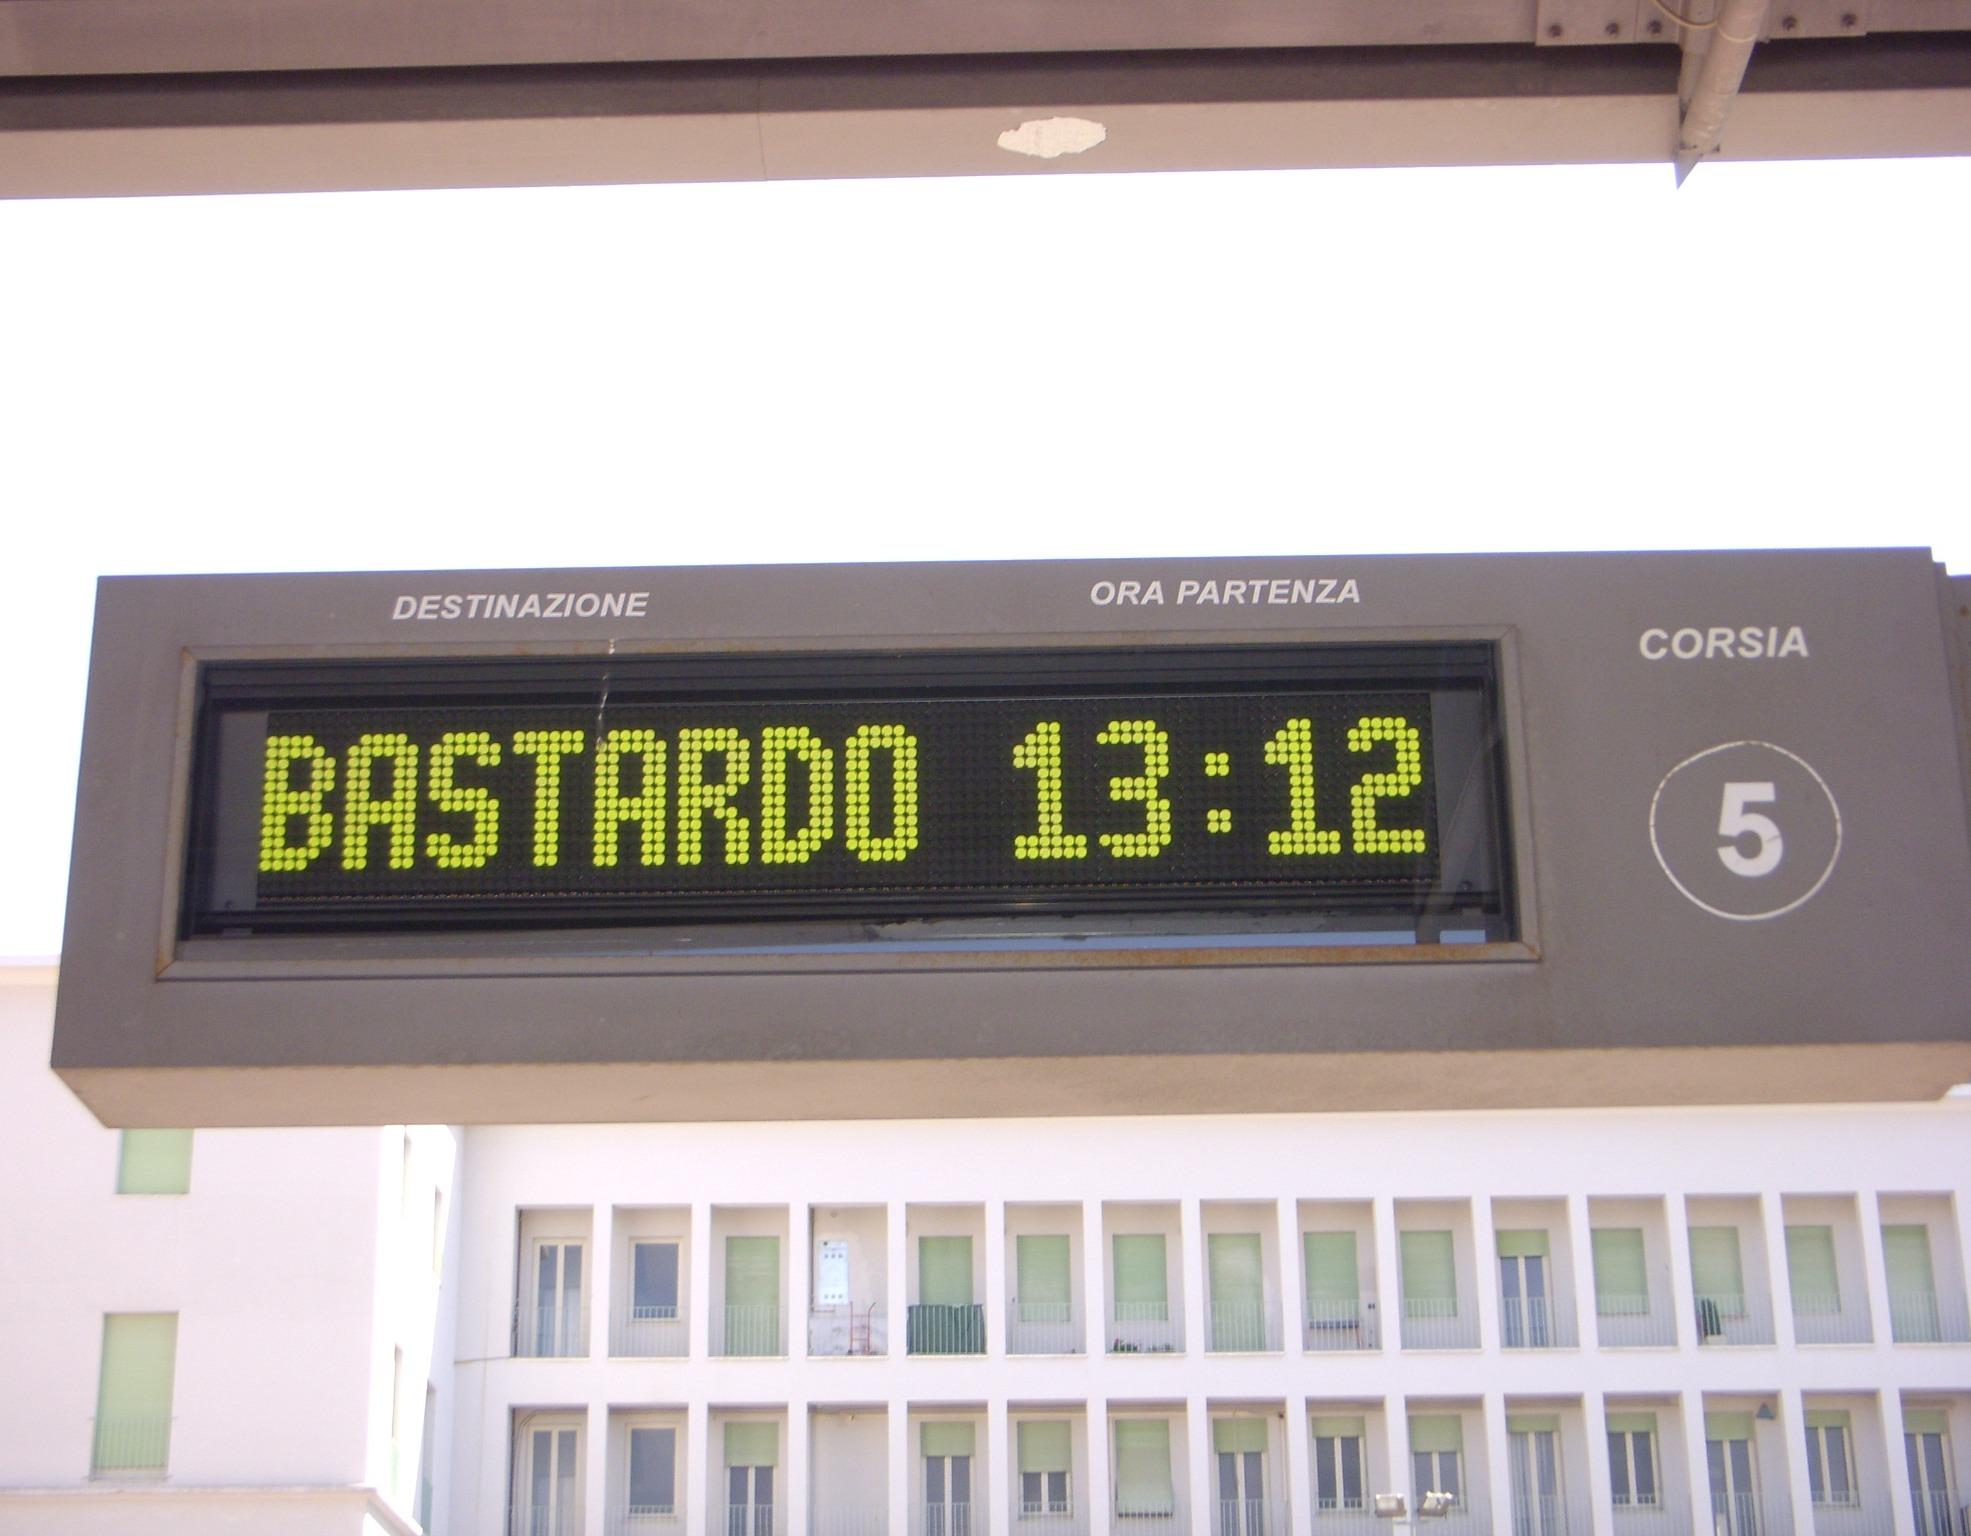 DESTINAZIONE ORA PARTENZA
CORSIA
BASTARDO 13:12
5